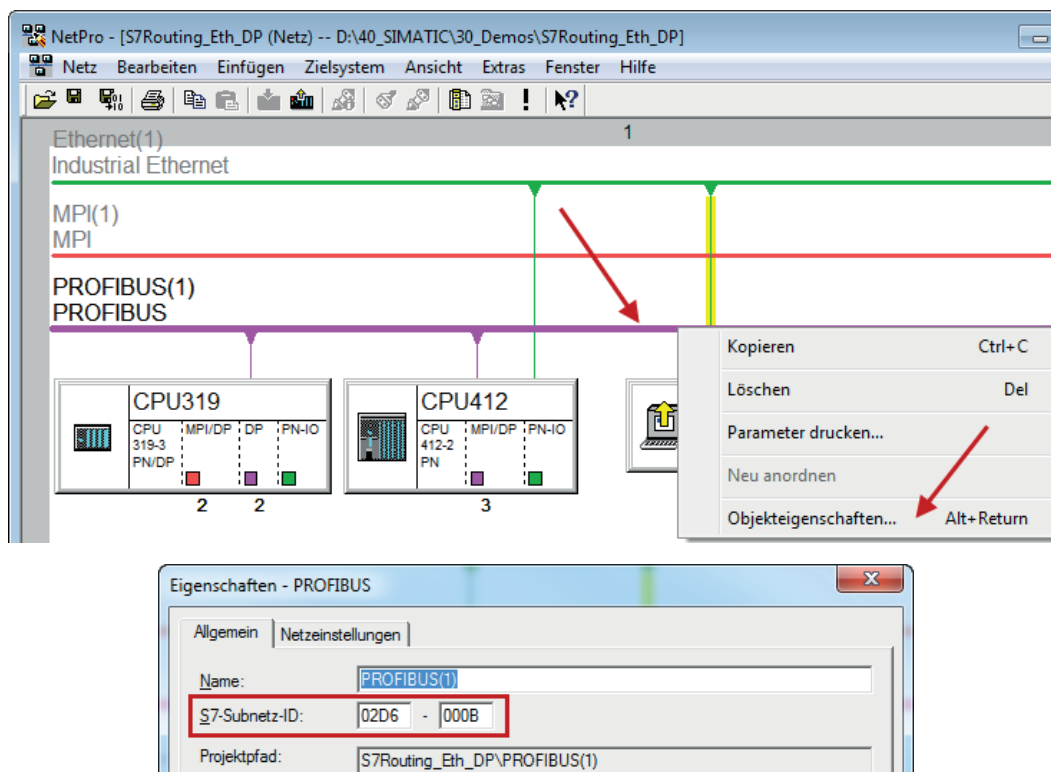 NetPro - [S7Routing_Eth_DP (Netz) -- D:\40_SIMATIC\30_Demos\S7Routing_Eth_DP]
Netz Bearbeiten Einfügen Zielsystem Ansicht Extras Fenster Hilfe
1
Ethernet(1)
Industrial Ethernet
MPI(1)
MPI
PROFIBUS(1)
PROFIBUS
CPU319
CPU 319-3 PN/DP MPI/DP DP PN-IO
2 2
CPU412
CPU 412-2 PN MPI/DP PN-IO
3
Kopieren Ctrl+C
Löschen Del
Parameter drucken...
Neu anordnen
Objekteigenschaften... Alt+Return
Eigenschaften - PROFIBUS
Allgemein Netzeinstellungen
Name: PROFIBUS(1)
S7-Subnetz-ID: 02D6 - 000B
Projektpfad: S7Routing_Eth_DP\PROFIBUS(1)